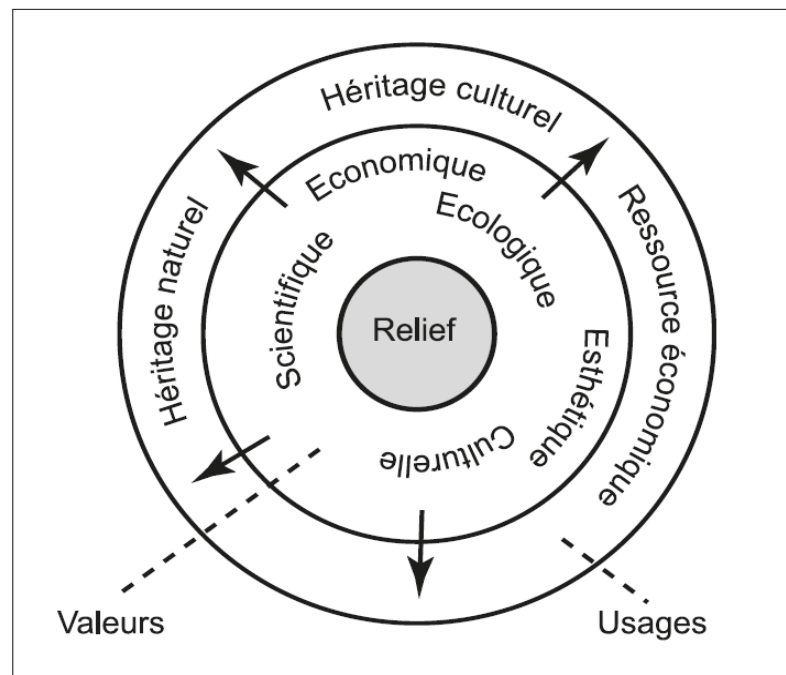 Héritage culturel
Economique
Ecologique
Héritage naturel
Scientifique
Relief
Ressource économique
Esthétique
Culturelle
Valeurs
Usages